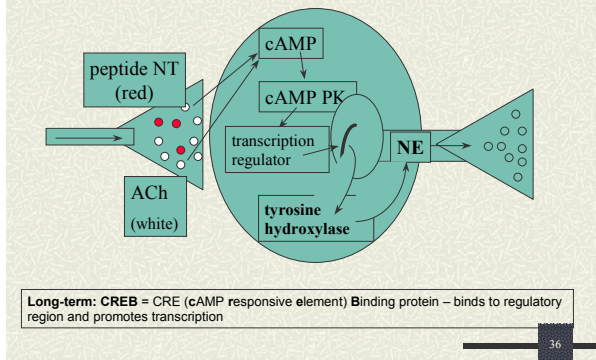 cAMP
peptide NT
(red)
cAMP PK
transcription
regulator
NE
ACh
(white)
tyrosine
hydroxylase
Long-term: CREB = CRE (cAMP responsive element) Binding protein – binds to regulatory
region and promotes transcription
36